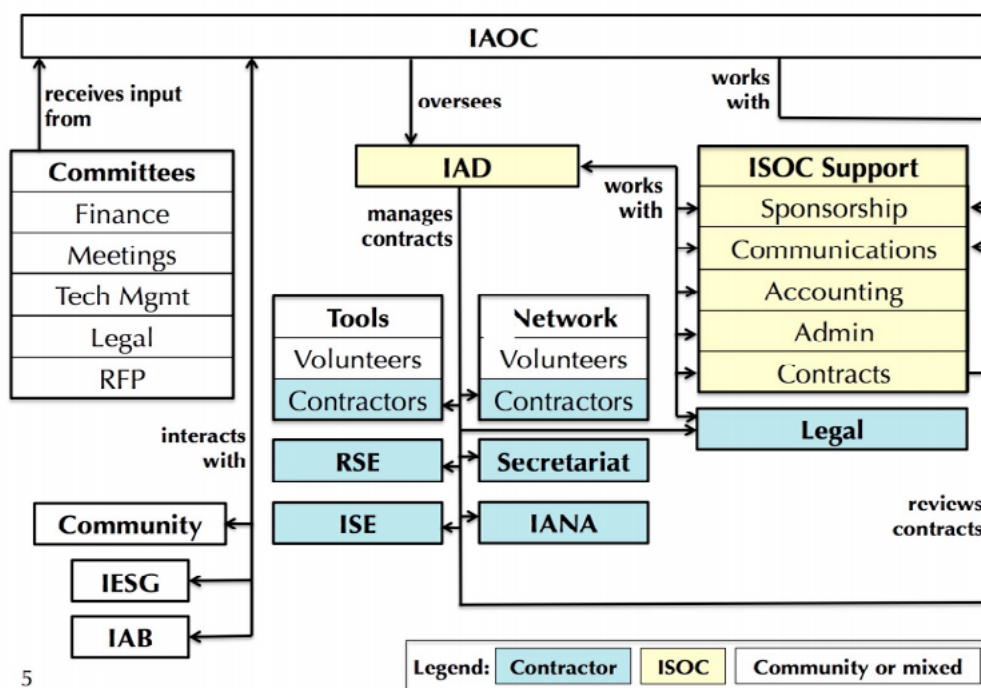 IAOC
receives input
from
oversees
works
with
Committees
Finance
Meetings
Tech Mgmt
Legal
RFP
IAD
manages
contracts
works
with
ISOC Support
Sponsorship
Communications
Accounting
Admin
Contracts
Legal
Tools
Volunteers
Contractors
Network
Volunteers
Contractors
RSE
Secretariat
ISE
IANA
interacts
with
Community
IESG
IAB
reviews
contracts
5
Legend: Contractor ISOC Community or mixed